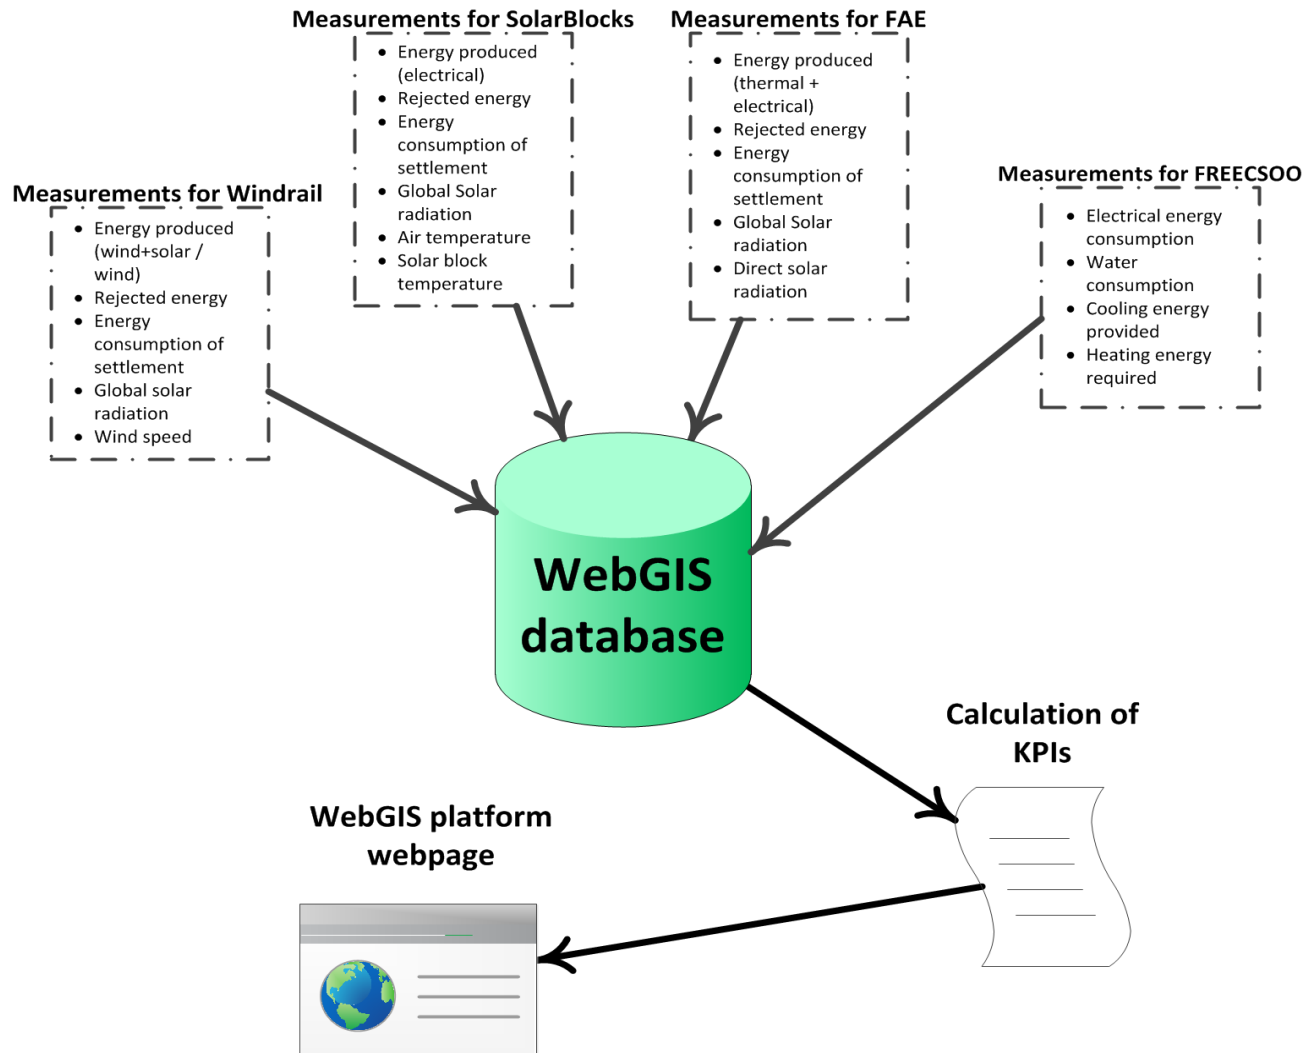 Measurements for SolarBlocks
• Energy produced
(electrical)
• Rejected energy
• Energy
consumption of
settlement
• Global Solar
radiation
• Air temperature
• Solar block
temperature
Measurements for FAE
• Energy produced
(thermal +
electrical)
• Rejected energy
• Energy
consumption of
settlement
• Global Solar
radiation
• Direct solar
radiation
Measurements for Windrail
• Energy produced
(wind+solar /
wind)
• Rejected energy
• Energy
consumption of
settlement
• Global solar
radiation
• Wind speed
Measurements for FREECSOO
• Electrical energy
consumption
• Water
consumption
• Cooling energy
provided
• Heating energy
required
WebGIS
database
Calculation of
KPIs
WebGIS platform
webpage